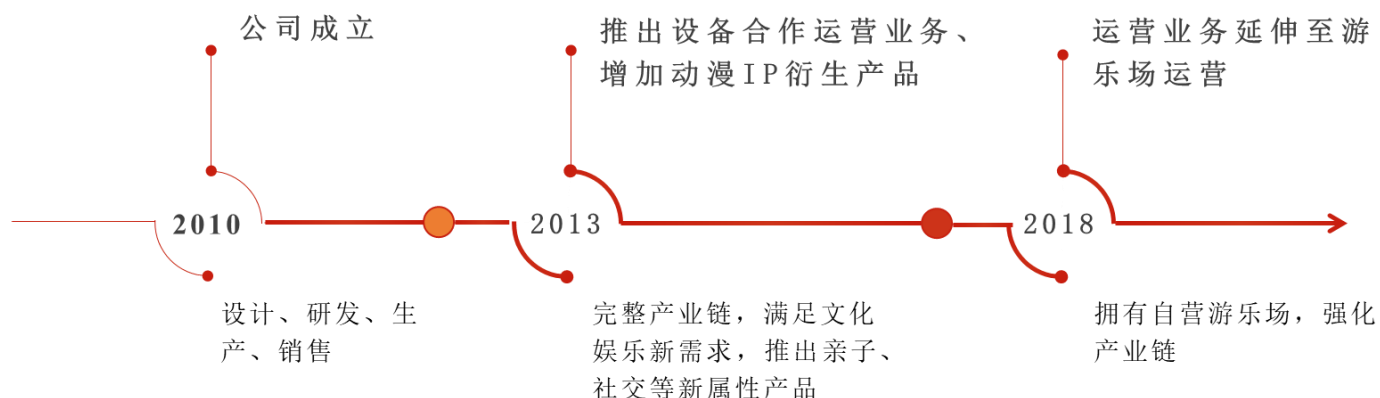 公司成立
推出设备合作运营业务、
增加动漫IP衍生产品
运营业务延伸至游
乐场运营
2010
2013
2018
设计、研发、生
产、销售
完整产业链，满足文化
娱乐新需求，推出亲子、
社交等新属性产品
拥有自营游乐场，强化
产业链